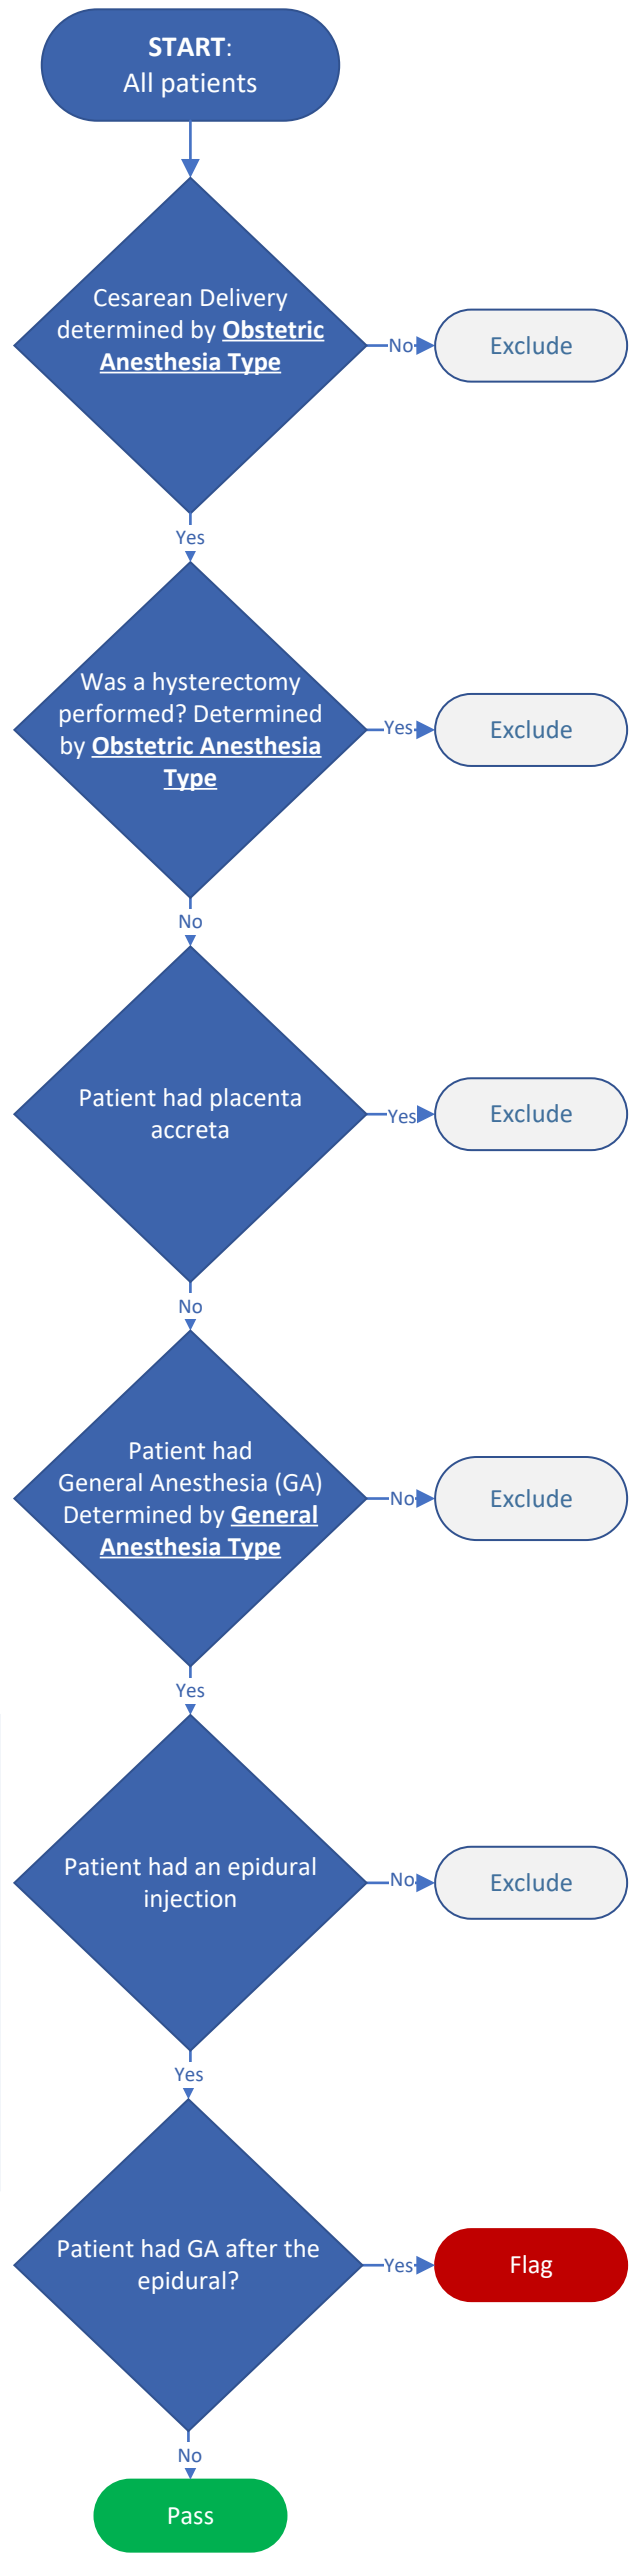 START:
All patients
Cesarean Delivery
determined by Obstetric
Anesthesia Type
No
Exclude
Yes
Was a hysterectomy
performed? Determined
by Obstetric Anesthesia
Type
Yes
Exclude
No
Patient had placenta
accreta
Yes
Exclude
No
Patient had
General Anesthesia (GA)
Determined by General
Anesthesia Type
No
Exclude
Yes
Patient had an epidural
injection
No
Exclude
Yes
Patient had GA after the
epidural?
Yes
Flag
No
Pass